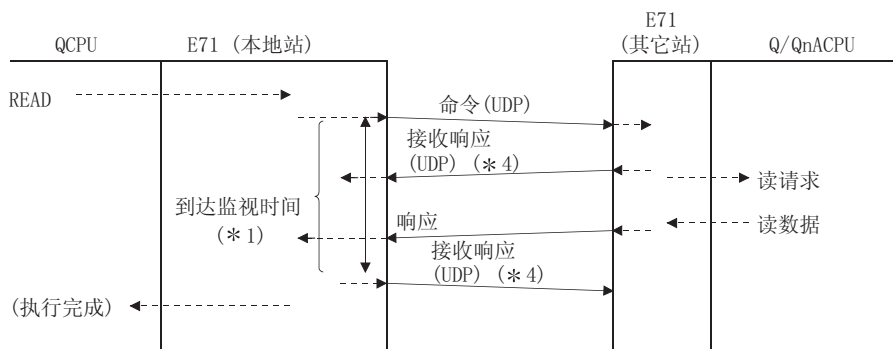 E71
QCPU E71 (本地站) (其它站) Q/QnACPU
READ
命令(UDP)
接收响应
(UDP) (＊4)
读请求
到达监视时间
(＊1)
响应
读数据
接收响应
(UDP) (＊4)
(执行完成)